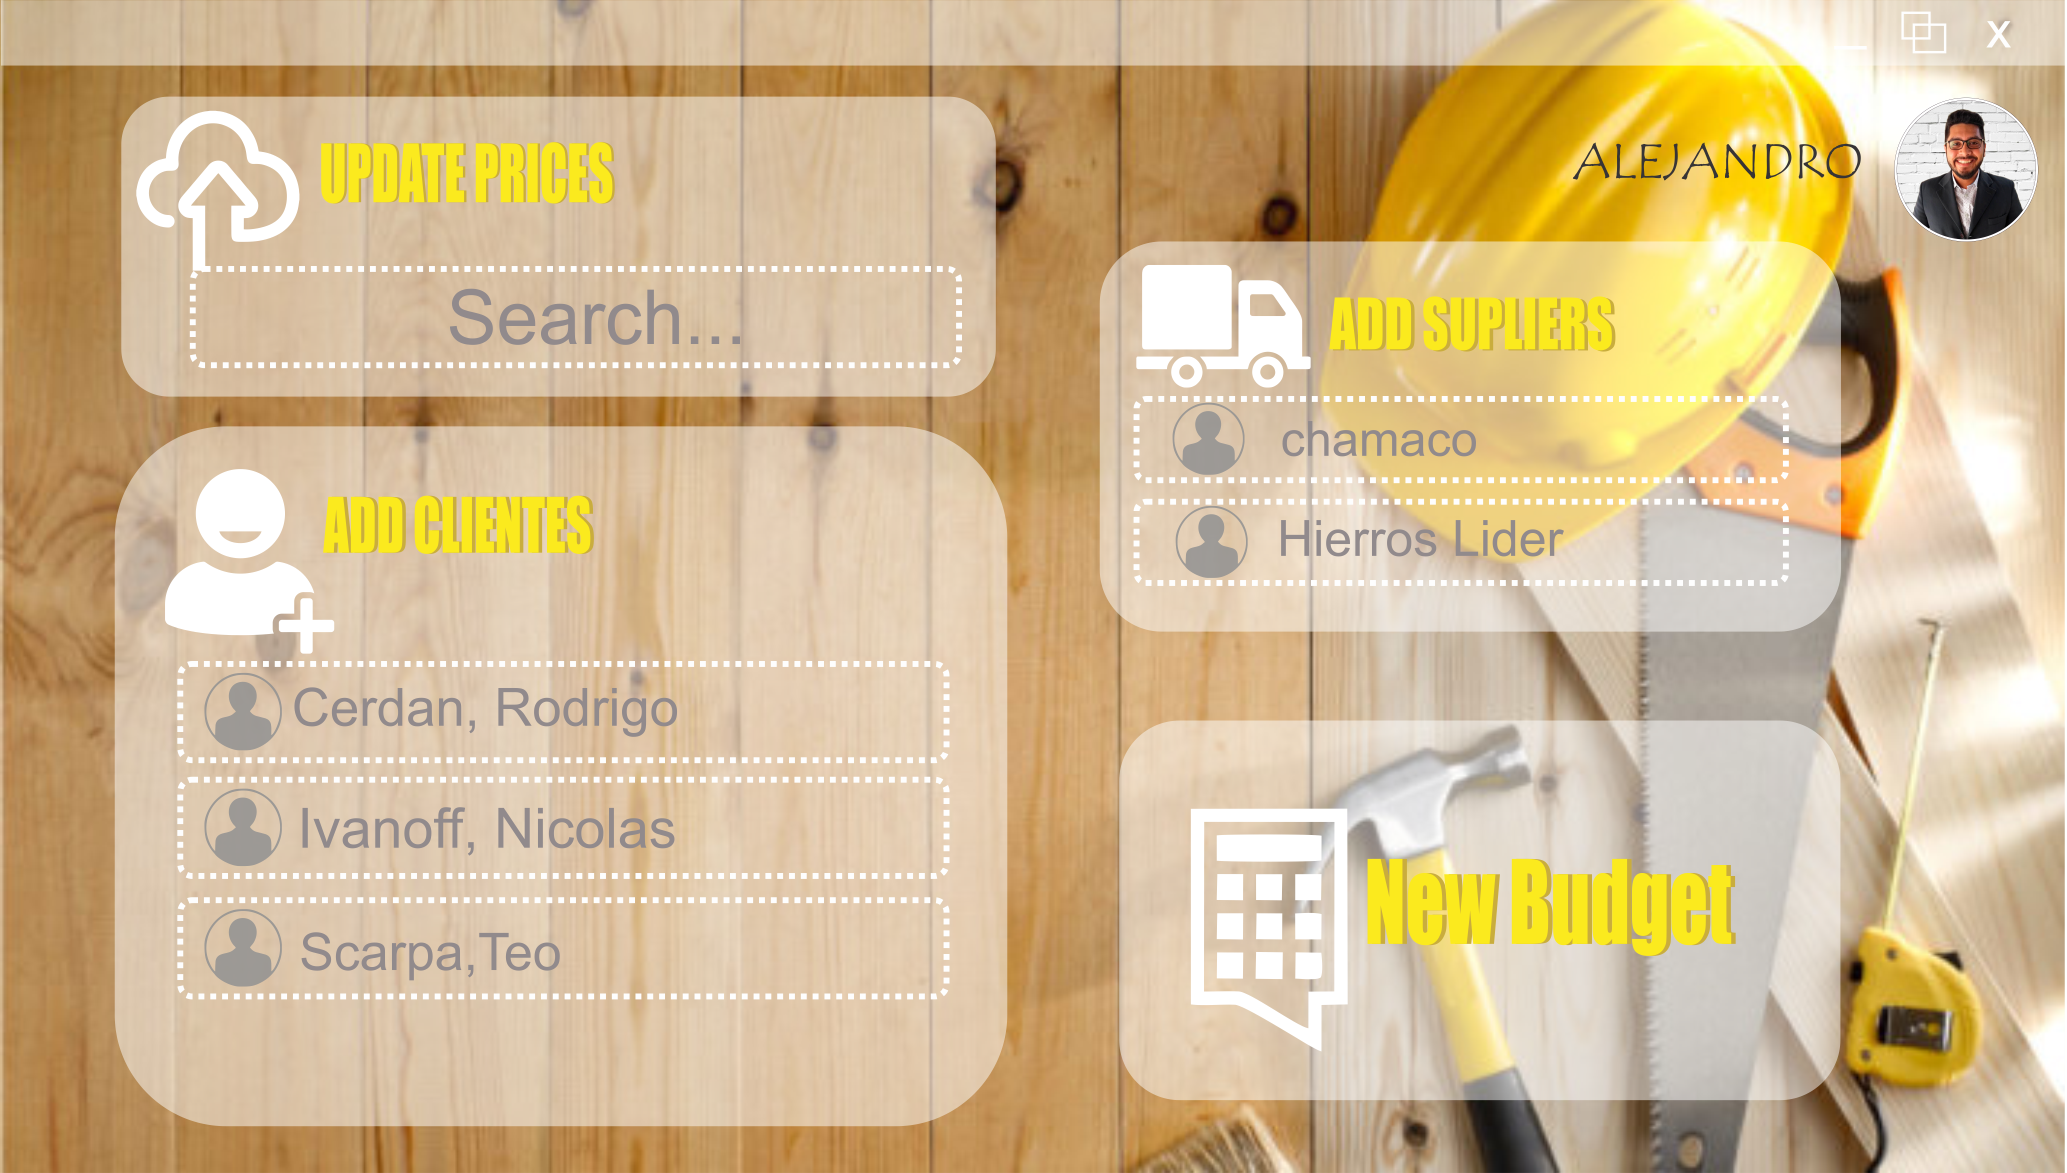 X
ALEJANDRO
UPDATE PRICES
Search...
ADD CLIENTES
Cerdan, Rodrigo
Ivanoff, Nicolas
Scarpa,Teo
ADD SUPLIERS
chamaco
Hierros Lider
New Budget